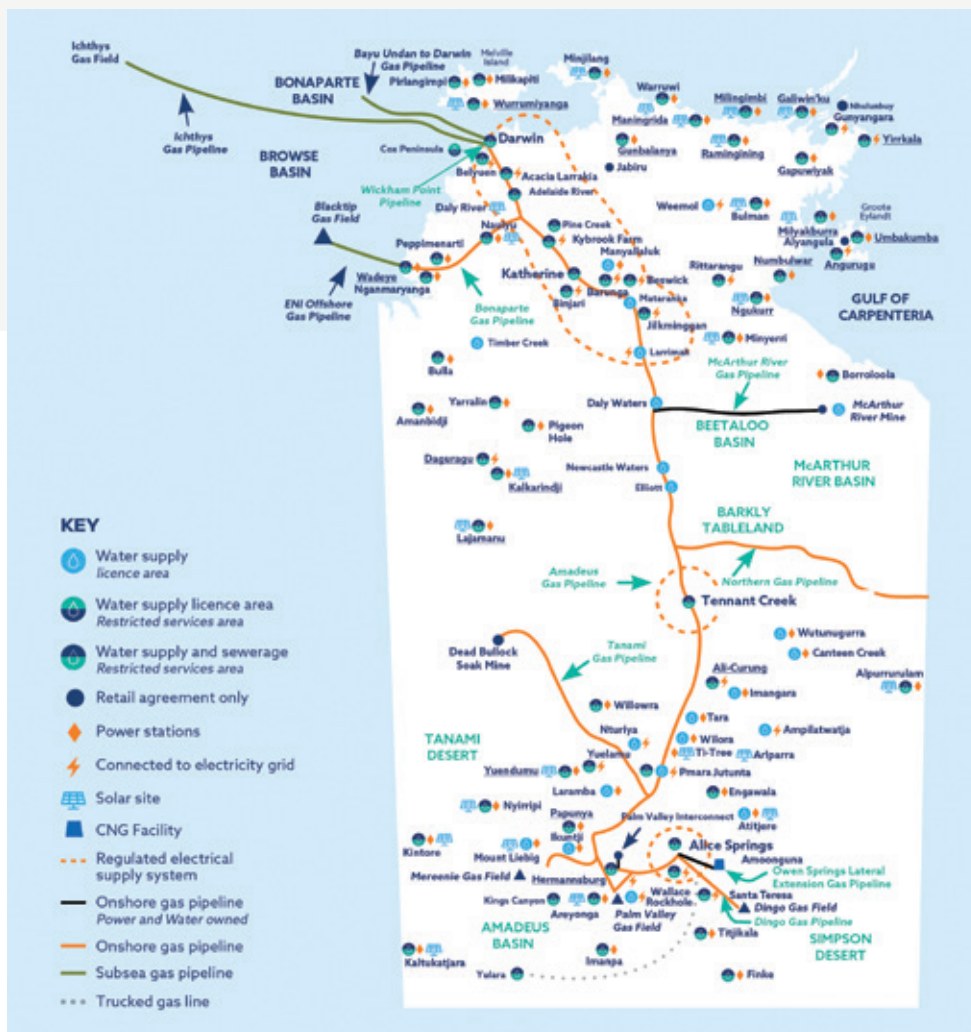 Ichthys
Gas Field
Bayu Undan to Darwin
Gas Pipeline
BONAPARTE
BASIN
Melville
Island
Pirlangimpi
Milikapiti
Wurrumiyanga
Minjilang
Warruwi
Maningrida
Milingimbi
Galiwin'ku
Nhulunbuy
Gunyangara
Yirrkala
Ichthys
Gas Pipeline
BROWSE
BASIN
Darwin
Cox Peninsula
Belyuen
Acacia Larrakia
Adelaide River
Wickham Point
Pipeline
Gunbalanya
Jabiru
Ramingining
Gapuwiyak
Blacktip
Gas Field
Daly River
Nauiyu
Pine Creek
Kybrook Farm
Manyallaluk
Weemol
Bulman
Groote
Eylandt
Milyakburra
Alyangula
Umbakumba
Angurugu
Peppimenarti
Wadeye
Nganmaryanga
Katherine
Binjari
Barunga
Beswick
Rittarangu
Numbulwar
ENI Offshore
Gas Pipeline
Bonaparte
Gas Pipeline
Mataranka
Jilkminggan
Ngukurr
GULF OF
CARPENTERIA
Timber Creek
Larrimah
Minyerri
Bulla
McArthur River
Gas Pipeline
Borroloola
Yarralin
Amanbidji
Pigeon
Hole
Daly Waters
BEETALOO
BASIN
McARTHUR
River Mine
Daguragu
Kalkarindji
Newcastle Waters
Elliott
McARTHUR
RIVER BASIN
Lajamanu
BARKLY
TABLELAND
Amadeus
Gas Pipeline
Northern Gas Pipeline
Tennant Creek
Dead Bullock
Soak Mine
Tanami
Gas Pipeline
Wutunugurra
Canteen Creek
Ali-Curung
Imangara
Alpurrurulam
Willowra
Tara
Nturiya
Wilora
Ampilatwatja
TANAMI
DESERT
Yuelamu
Ti-Tree
Arlparra
Yuendumu
Pmara Jutunta
Laramba
Engawala
Nyirripi
Papunya
Palm Valley Interconnect
Atitjere
Ikuntji
Kintore
Mount Liebig
Alice Springs
Amoonguna
Mereenie Gas Field
Hermannsburg
Owen Springs Lateral
Extension Gas Pipeline
Kings Canyon
Areyonga
Wallace
Rockhole
Santa Teresa
Dingo Gas Field
Palm Valley
Gas Field
Dingo Gas Pipeline
AMADEUS
BASIN
Titjikala
SIMPSON
DESERT
Kaltukatjara
Imanpa
Yulara
Finke
KEY
Water supply
licence area
Water supply licence area
Restricted services area
Water supply and sewerage
Restricted services area
Retail agreement only
Power stations
Connected to electricity grid
Solar site
CNG Facility
Regulated electrical
supply system
Onshore gas pipeline
Power and Water owned
Onshore gas pipeline
Subsea gas pipeline
Trucked gas line